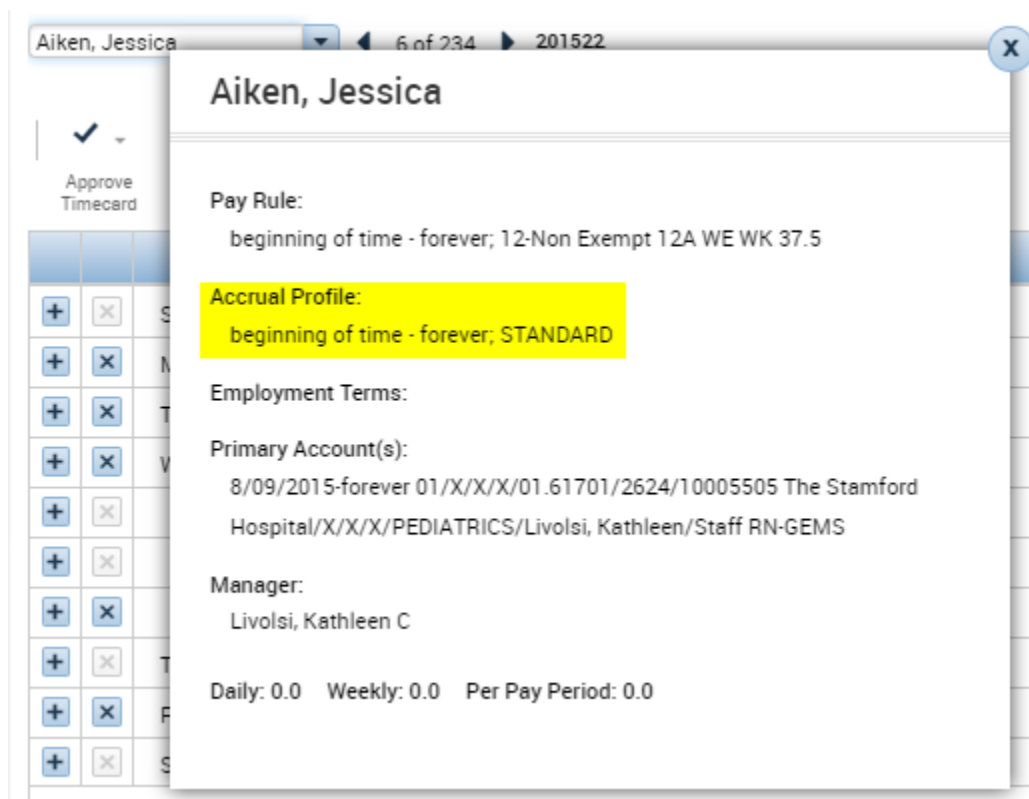 Aiken, Jessica 6 of 234 201522
X
Aiken, Jessica
Approve
Timecard
Pay Rule:
beginning of time - forever; 12-Non Exempt 12A WE WK 37.5
Accrual Profile:
beginning of time - forever; STANDARD
Employment Terms:
Primary Account(s):
8/09/2015-forever 01/X/X/X/01.61701/2624/10005505 The Stamford
Hospital/X/X/X/PEDIATRICS/Livolsi, Kathleen/Staff RN-GEMS
Manager:
Livolsi, Kathleen C
Daily: 0.0 Weekly: 0.0 Per Pay Period: 0.0